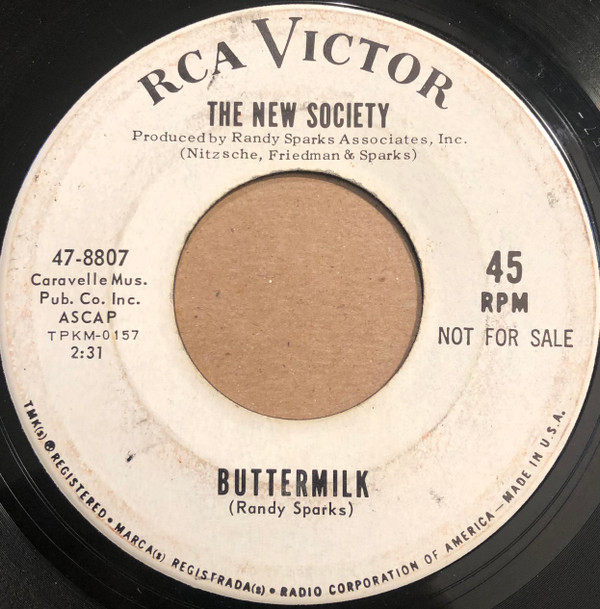 RCA VICTOR
THE NEW SOCIETY
Produced by Randy Sparks Associates, Inc.
(Nitzsche, Friedman & Sparks)
47-8807
Caravelle Mus.
Pub. Co. Inc.
ASCAP
TPKM-0157
2:31
45
RPM
NOT FOR SALE
BUTTERMILK
(Randy Sparks)
TMK(s) ® REGISTERED • MARCA(s) REGISTRADA(s) • RADIO CORPORATION OF AMERICA—MADE IN U.S.A.